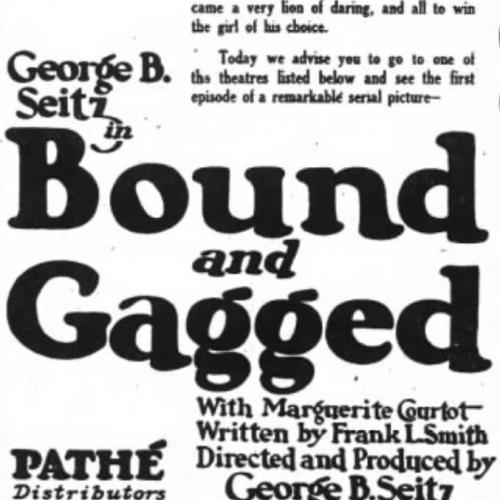 came a very lion of daring, and all to win
the girl of his choice.
Today we advise you to go to one of
the theatres listed below and see the first
episode of a remarkable serial picture—
George B.
Seitz
in
Bound
and
Gagged
With Marguerite Courtot—
Written by Frank L. Smith
Directed and Produced by
George B. Seitz
PATHÉ
Distributors